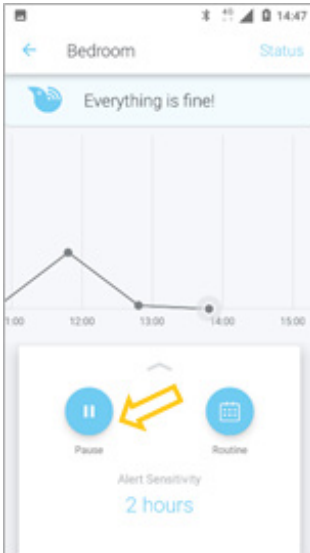 4G 14:47
Bedroom Status
Everything is fine!
1:00 12:00 13:00 14:00 15:00
Pause Routine
Alert Sensitivity
2 hours